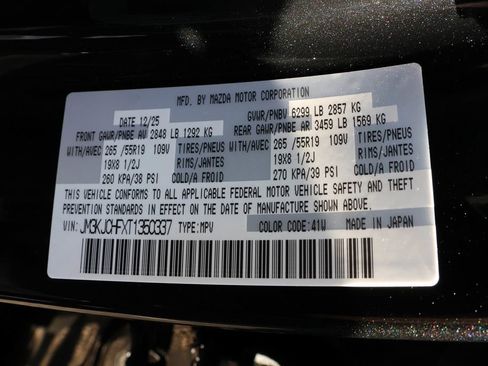 MFD. BY MAZDA MOTOR CORPORATION
DATE 12/25 GVWR/PNBV 6299 LB 2857 KG
FRONT GAWR/PNBE AV 2848 LB 1292 KG REAR GAWR/PNBE AR 3459 LB 1569 KG
WITH/AVEC 265 /55R19 109V TIRES/PNEUS WITH/AVEC 265 /55R19 109V TIRES/PNEUS
19X8 1/2J RIMS/JANTES 19X8 1/2J RIMS/JANTES
260 KPA/38 PSI COLD/A FROID 270 KPA/39 PSI COLD/A FROID
THIS VEHICLE CONFORMS TO ALL APPLICABLE FEDERAL MOTOR VEHICLE SAFETY AND THEFT
PREVENTION STANDARDS IN EFFECT ON THE DATE OF MANUFACTURE SHOWN ABOVE.
VIN: JM3KJCHFXT1350337 TYPE:MPV COLOR CODE:41W MADE IN JAPAN